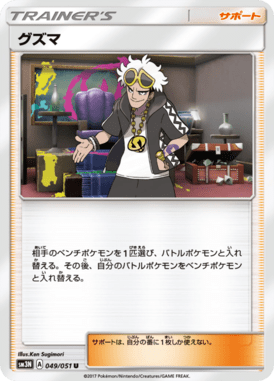 TRAINER'S
サポート
グズマ
相手のベンチポケモンを1匹選び、バトルポケモンと入れ
替える。その後、自分のバトルポケモンをベンチポケモンと入れ
替える。
サポートは、自分の番に1枚しか使えない。
Illus.Ken Sugimori
SM3N A 049/051 U
©2017 Pokémon/Nintendo/Creatures/GAME FREAK.